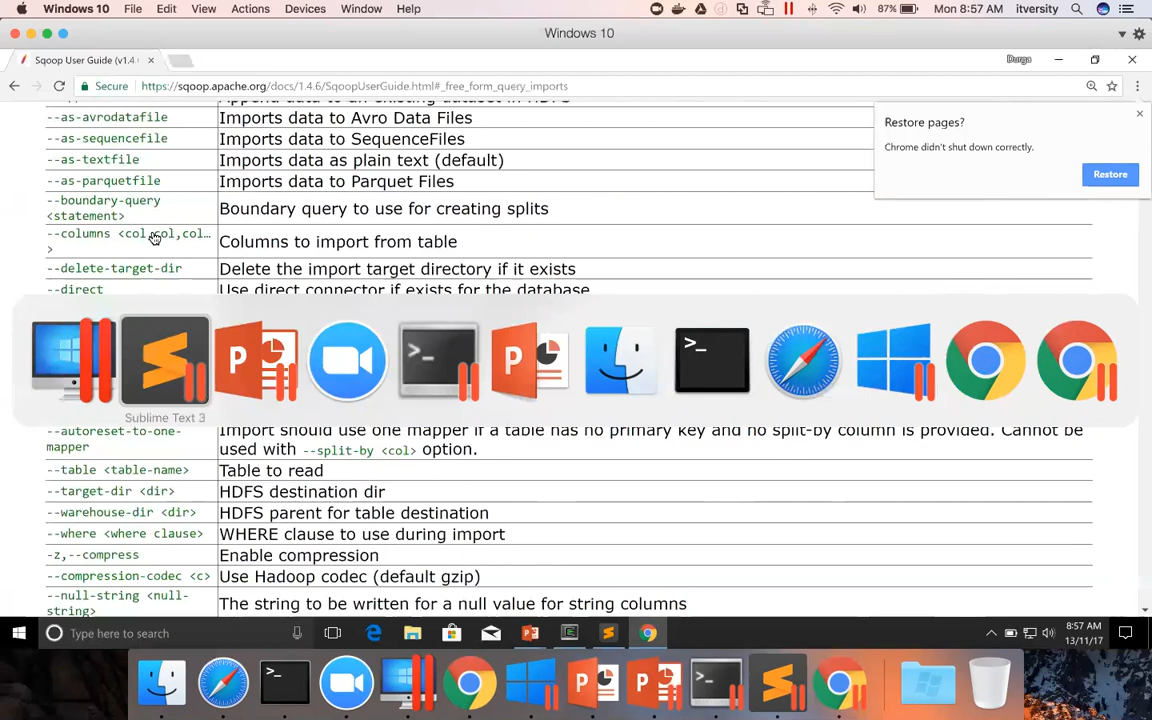 Windows 10 File Edit View Actions Devices Window Help 87% Mon 8:57 AM itversity
Windows 10
Sqoop User Guide (v1.4. Durga
Secure https://sqoop.apache.org/docs/1.4.6/SqoopUserGuide.html#_free_form_query_imports
Append data to an existing dataset in HDFS
--as-avrodatafile Imports data to Avro Data Files
--as-sequencefile Imports data to SequenceFiles
--as-textfile Imports data as plain text (default)
--as-parquetfile Imports data to Parquet Files
--boundary-query
<statement> Boundary query to use for creating splits
--columns <col,col,col…
> Columns to import from table
--delete-target-dir Delete the import target directory if it exists
--direct Use direct connector if exists for the database
Restore pages?
Chrome didn't shut down correctly.
Restore
Sublime Text 3
--autoreset-to-one-
mapper Import should use one mapper if a table has no primary key and no split-by column is provided. Cannot be
used with --split-by <col> option.
--table <table-name> Table to read
--target-dir <dir> HDFS destination dir
--warehouse-dir <dir> HDFS parent for table destination
--where <where clause> WHERE clause to use during import
-z,--compress Enable compression
--compression-codec <c> Use Hadoop codec (default gzip)
--null-string <null-
string> The string to be written for a null value for string columns
Type here to search
8:57 AM
13/11/17